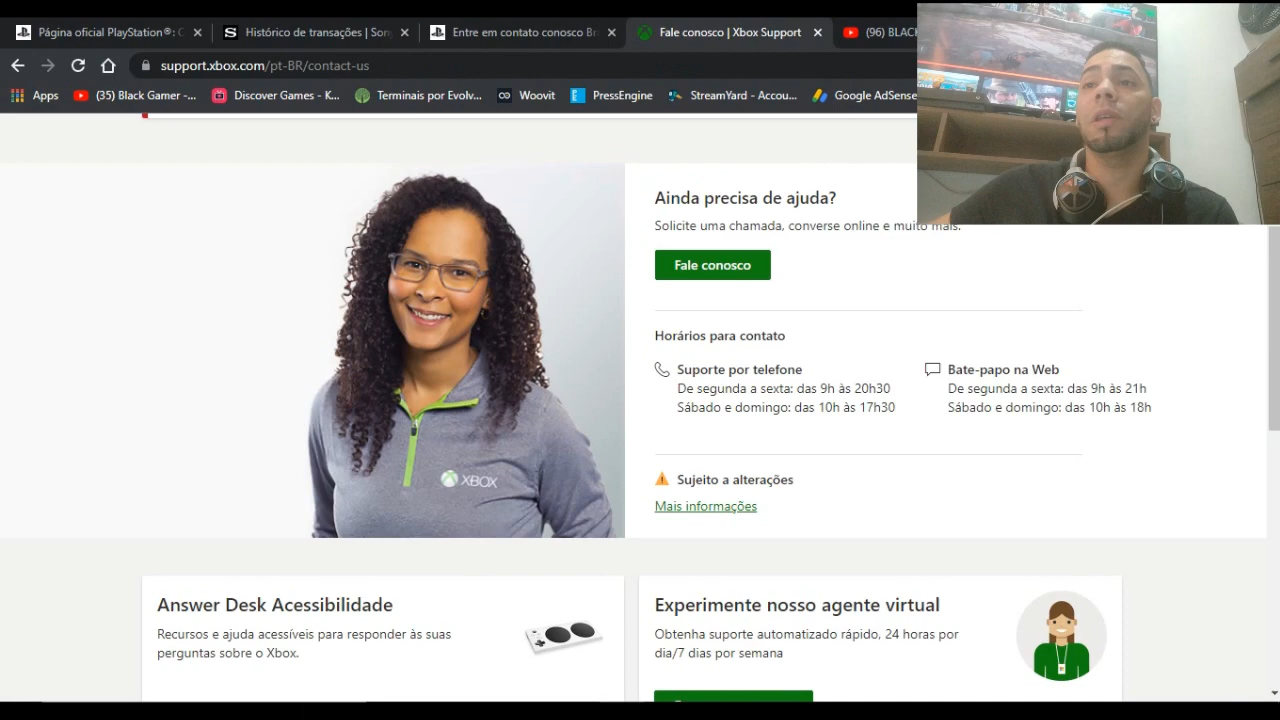 Página oficial PlayStation®: C
Histórico de transações | Son
Entre em contato conosco Br
Fale conosco | Xbox Support
(96) BLACK
support.xbox.com/pt-BR/contact-us
Apps
(35) Black Gamer -...
Discover Games - K...
Terminais por Evolv...
Woovit
PressEngine
StreamYard - Accou...
Google AdSense
Ainda precisa de ajuda?
Solicite uma chamada, converse online e muito mais.
Fale conosco
Horários para contato
Suporte por telefone
De segunda a sexta: das 9h às 20h30
Sábado e domingo: das 10h às 17h30
Bate-papo na Web
De segunda a sexta: das 9h às 21h
Sábado e domingo: das 10h às 18h
XBOX
Sujeito a alterações
Mais informações
Answer Desk Acessibilidade
Recursos e ajuda acessíveis para responder às suas
perguntas sobre o Xbox.
Experimente nosso agente virtual
Obtenha suporte automatizado rápido, 24 horas por
dia/7 dias por semana